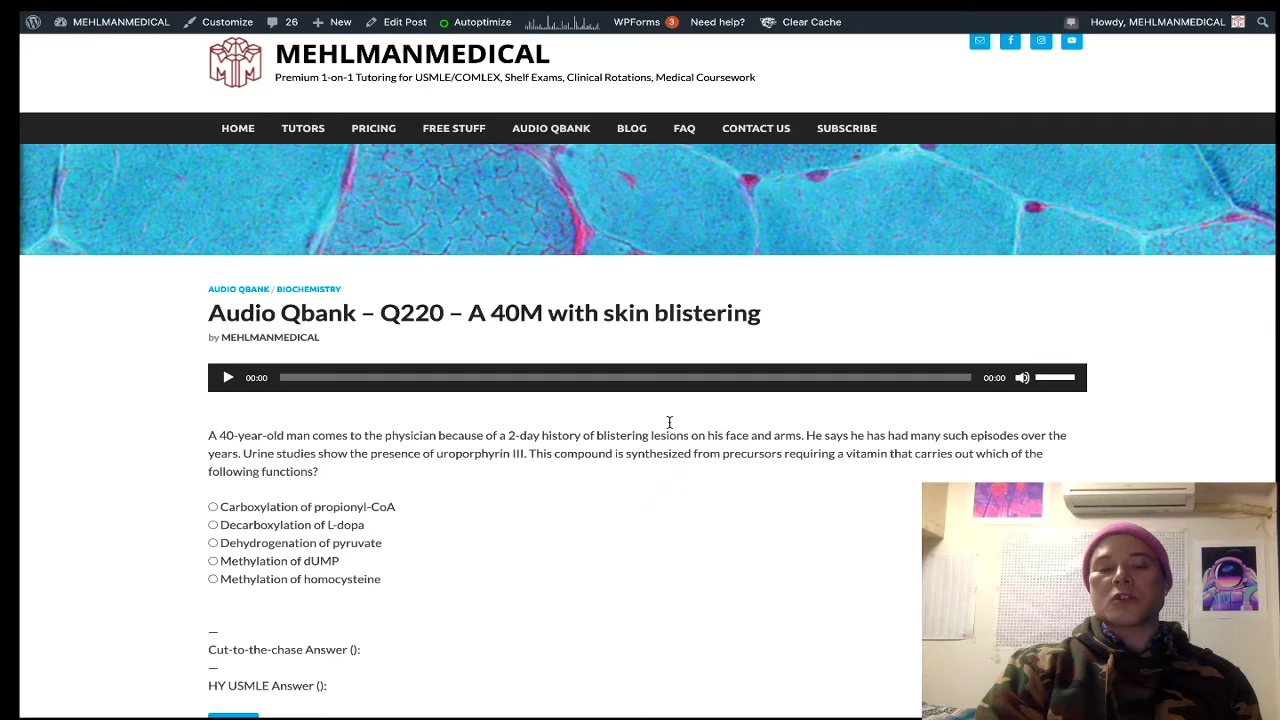 MEHLMANMEDICAL Customize 26 New Edit Post Autoptimize WPForms 3 Need help? Clear Cache Howdy, MEHLMANMEDICAL
MEHLMANMEDICAL
Premium 1-on-1 Tutoring for USMLE/COMLEX, Shelf Exams, Clinical Rotations, Medical Coursework
HOME TUTORS PRICING FREE STUFF AUDIO QBANK BLOG FAQ CONTACT US SUBSCRIBE
AUDIO QBANK / BIOCHEMISTRY
Audio Qbank – Q220 – A 40M with skin blistering
by MEHLMANMEDICAL
00:00 00:00
A 40-year-old man comes to the physician because of a 2-day history of blistering lesions on his face and arms. He says he has had many such episodes over the
years. Urine studies show the presence of uroporphyrin III. This compound is synthesized from precursors requiring a vitamin that carries out which of the
following functions?
Carboxylation of propionyl-CoA
Decarboxylation of L-dopa
Dehydrogenation of pyruvate
Methylation of dUMP
Methylation of homocysteine
—
Cut-to-the-chase Answer ():
—
HY USMLE Answer ():